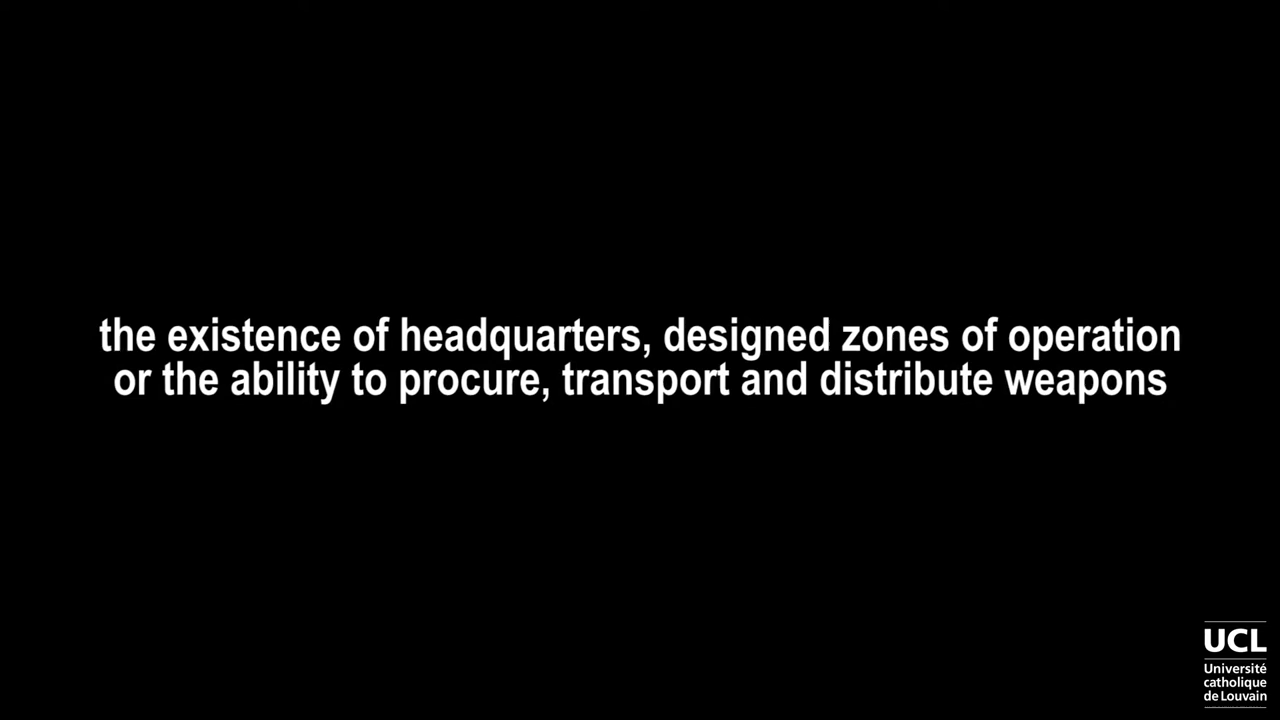 the existence of headquarters, designed zones of operation
or the ability to procure, transport and distribute weapons
UCL
Université
catholique
de Louvain